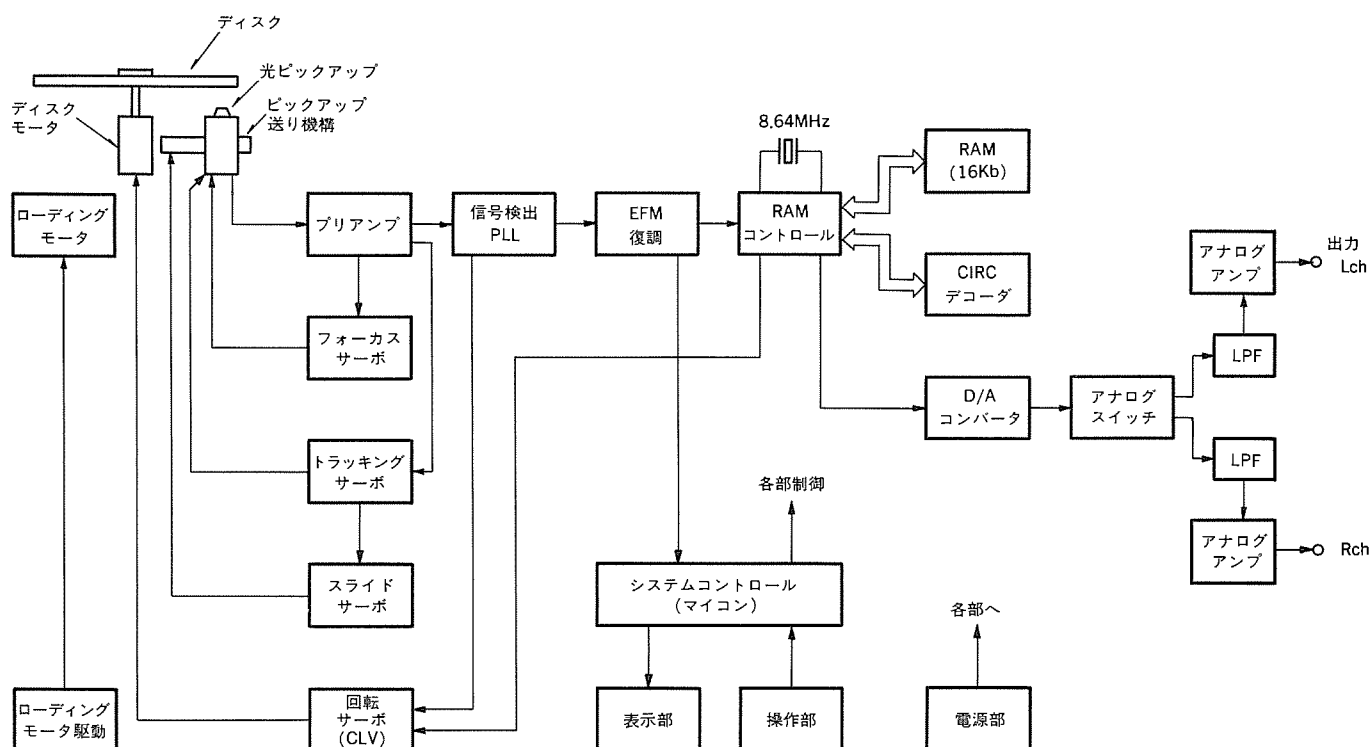 ディスク
光ピックアップ
ピックアップ
送り機構
ディスク
モータ
8.64MHz
RAM
(16Kb)
ローディング
モータ
プリアンプ
信号検出
PLL
EFM
復調
RAM
コントロール
CIRC
デコーダ
アナログ
アンプ
出力
Lch
フォーカス
サーボ
LPF
D/A
コンバータ
アナログ
スイッチ
LPF
トラッキング
サーボ
各部制御
アナログ
アンプ
Rch
スライド
サーボ
システムコントロール
(マイコン)
各部へ
ローディング
モータ駆動
回転
サーボ
(CLV)
表示部
操作部
電源部